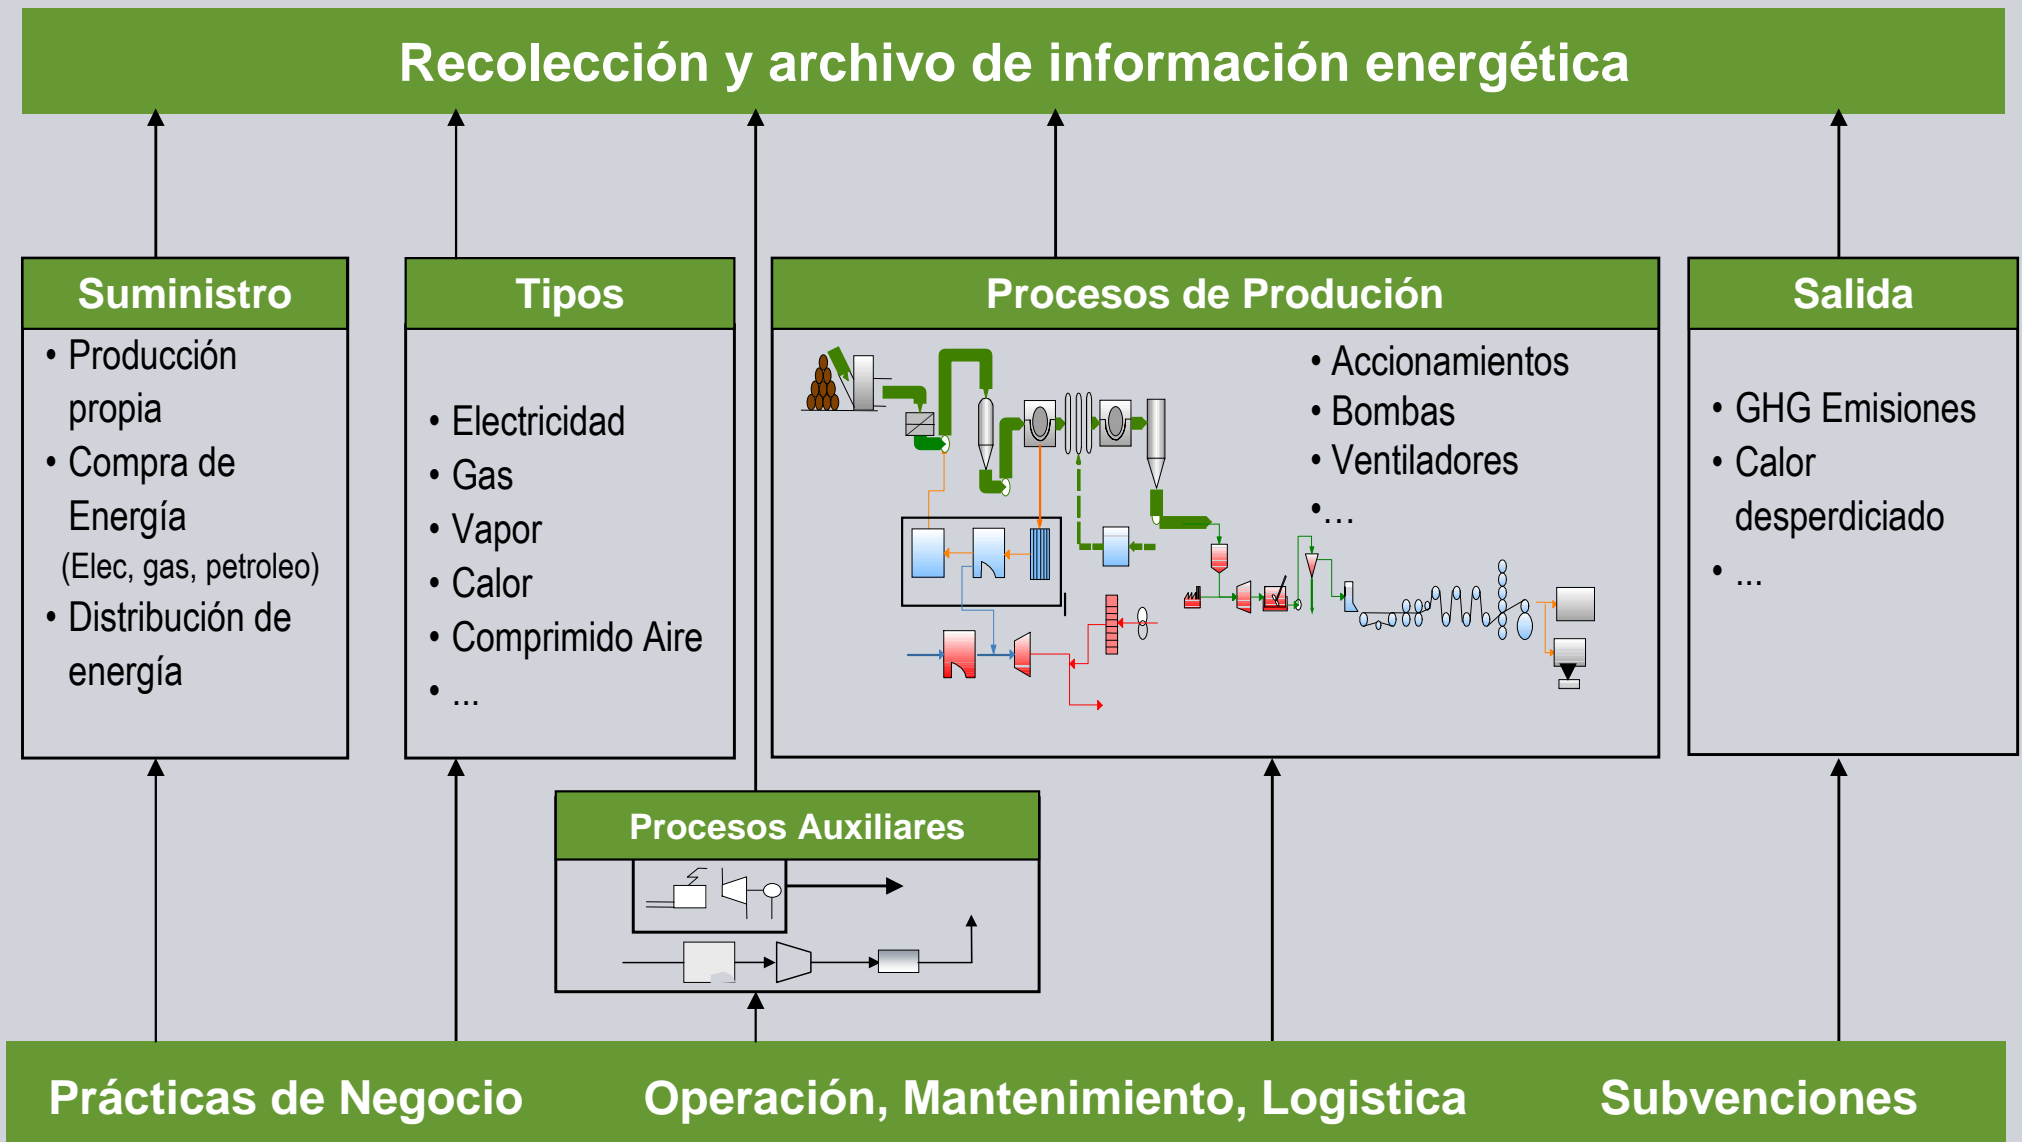 Recolección y archivo de información energética
Suministro
• Producción
propia
• Compra de
Energía
(Elec, gas, petroleo)
• Distribución de
energía
Tipos
• Electricidad
• Gas
• Vapor
• Calor
• Comprimido Aire
• ...
Procesos de Produción
• Accionamientos
• Bombas
• Ventiladores
•...
Salida
• GHG Emisiones
• Calor
desperdiciado
• ...
Procesos Auxiliares
Prácticas de Negocio
Operación, Mantenimiento, Logistica
Subvenciones